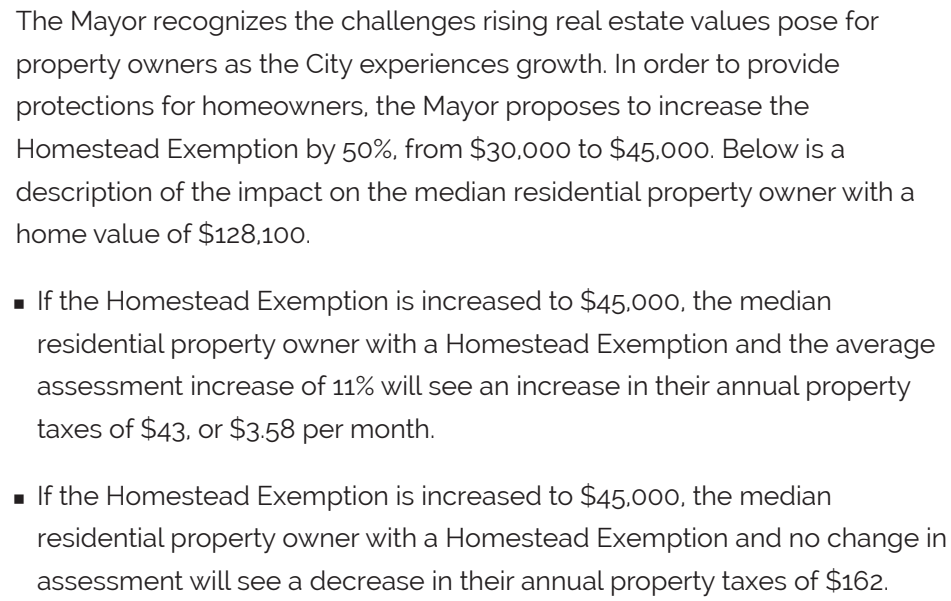 The Mayor recognizes the challenges rising real estate values pose for
property owners as the City experiences growth. In order to provide
protections for homeowners, the Mayor proposes to increase the
Homestead Exemption by 50%, from $30,000 to $45,000. Below is a
description of the impact on the median residential property owner with a
home value of $128,100.
▪ If the Homestead Exemption is increased to $45,000, the median
residential property owner with a Homestead Exemption and the average
assessment increase of 11% will see an increase in their annual property
taxes of $43, or $3.58 per month.
▪ If the Homestead Exemption is increased to $45,000, the median
residential property owner with a Homestead Exemption and no change in
assessment will see a decrease in their annual property taxes of $162.